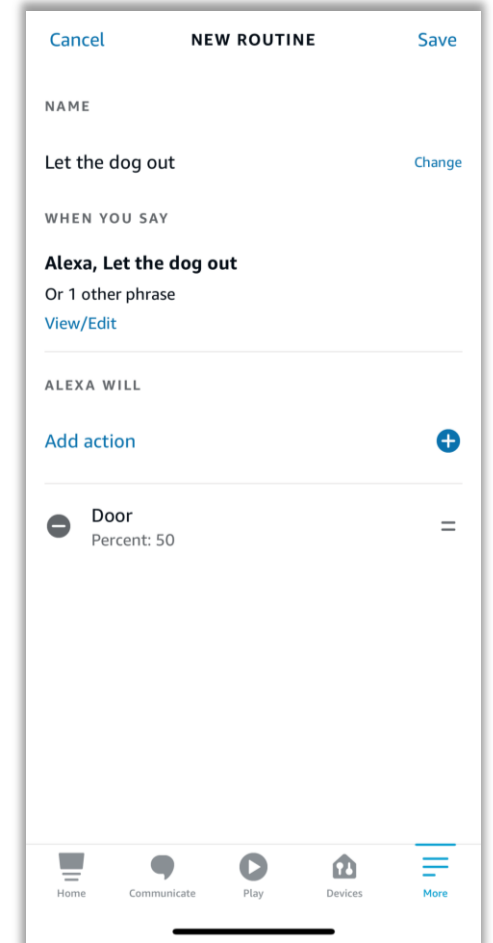 Cancel NEW ROUTINE Save
NAME
Let the dog out Change
WHEN YOU SAY
Alexa, Let the dog out
Or 1 other phrase
View/Edit
ALEXA WILL
Add action
Door
Percent: 50
Home Communicate Play Devices More